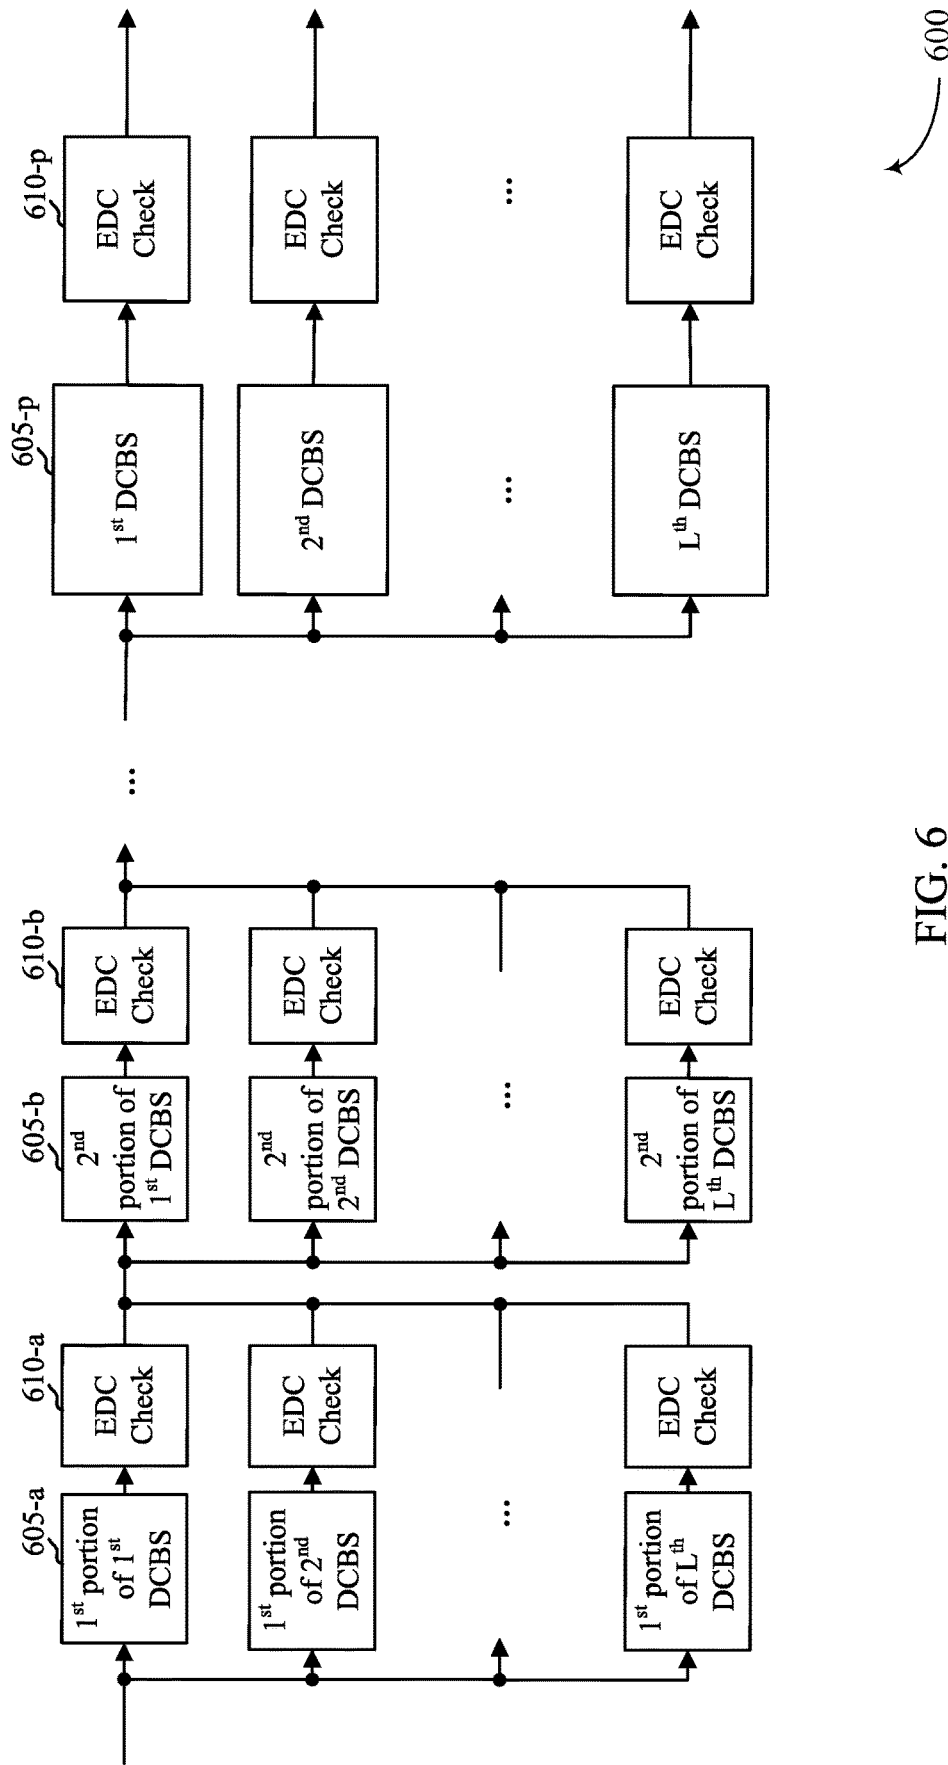 605-a
1st portion
of 1st
DCBS
610-a
EDC
Check
605-b
2nd
portion of
1st DCBS
610-b
EDC
Check
...
605-p
1st DCBS
610-p
EDC
Check
1st portion
of 2nd
DCBS
EDC
Check
2nd
portion of
2nd DCBS
EDC
Check
2nd DCBS
EDC
Check
...
...
...
...
1st portion
of Lth
DCBS
EDC
Check
2nd
portion of
Lth DCBS
EDC
Check
Lth DCBS
EDC
Check
600
FIG. 6